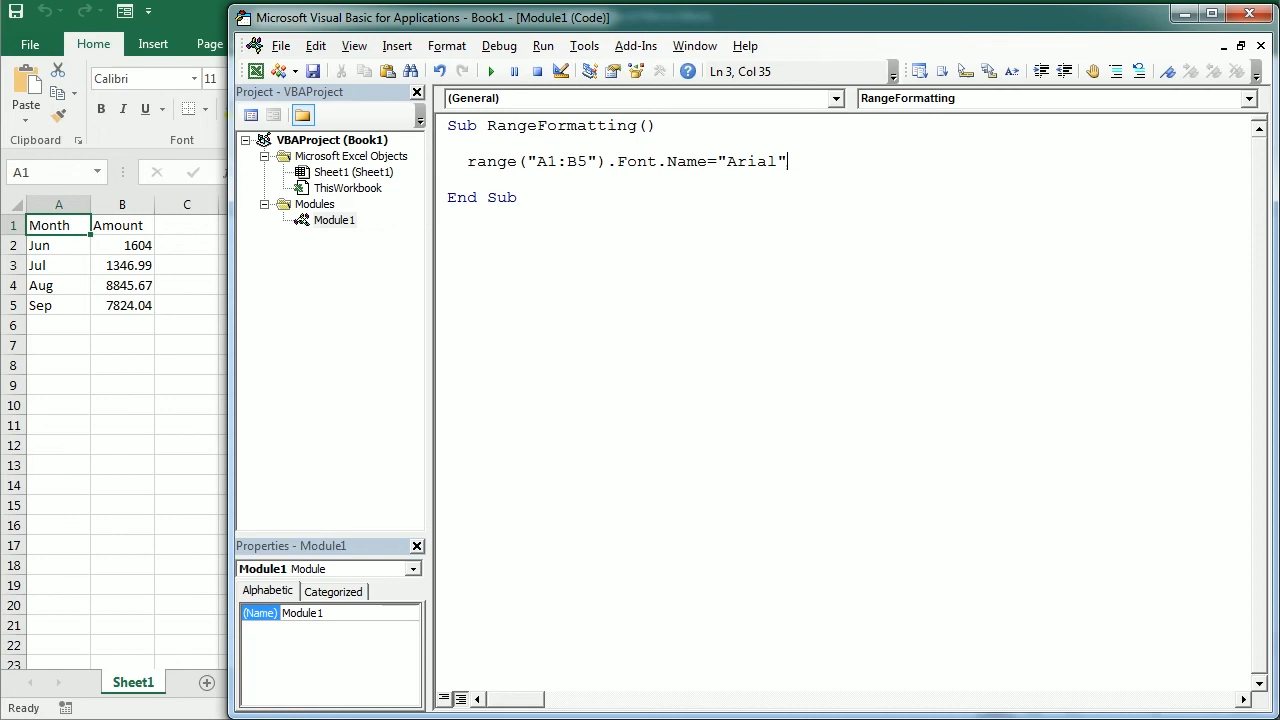 Microsoft Visual Basic for Applications - Book1 - [Module1 (Code)]
File Home Insert Page
File Edit View Insert Format Debug Run Tools Add-Ins Window Help
Paste
Calibri 11
B I U
Clipboard Font
Ln 3, Col 35
Project - VBAProject
(General) RangeFormatting
VBAProject (Book1)
Microsoft Excel Objects
Sheet1 (Sheet1)
ThisWorkbook
Modules
Module1
Sub RangeFormatting()
range("A1:B5").Font.Name="Arial"
End Sub
A1
A B C
1 Month Amount
2 Jun 1604
3 Jul 1346.99
4 Aug 8845.67
5 Sep 7824.04
6
7
8
9
10
11
12
13
14
15
16
17
18
19
20
21
22
23
Properties - Module1
Module1 Module
Alphabetic Categorized
(Name) Module1
Sheet1
Ready